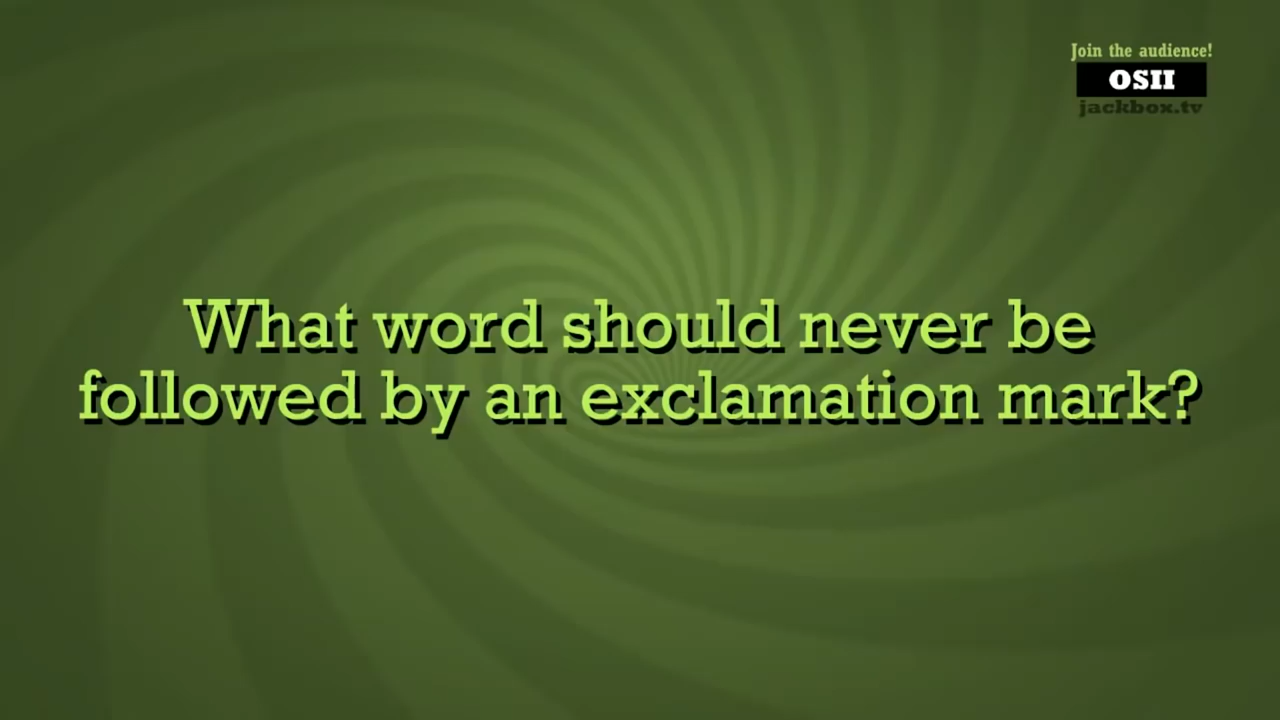 Join the audience!
OSII
jackbox.tv
What word should never be
followed by an exclamation mark?